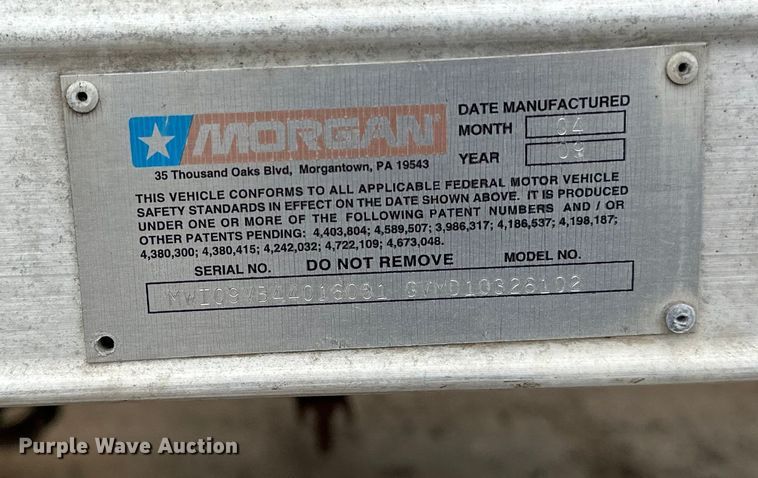 MORGAN®
35 Thousand Oaks Blvd, Morgantown, PA 19543
DATE MANUFACTURED
MONTH 04
YEAR 09
THIS VEHICLE CONFORMS TO ALL APPLICABLE FEDERAL MOTOR VEHICLE
SAFETY STANDARDS IN EFFECT ON THE DATE SHOWN ABOVE. IT IS PRODUCED
UNDER ONE OR MORE OF THE FOLLOWING PATENT NUMBERS AND / OR
OTHER PATENTS PENDING: 4,403,804; 4,589,507; 3,986,317; 4,186,537; 4,198,187;
4,380,300; 4,380,415; 4,242,032; 4,722,109; 4,673,048.
SERIAL NO. DO NOT REMOVE MODEL NO.
GVMD10326102
Purple Wave Auction